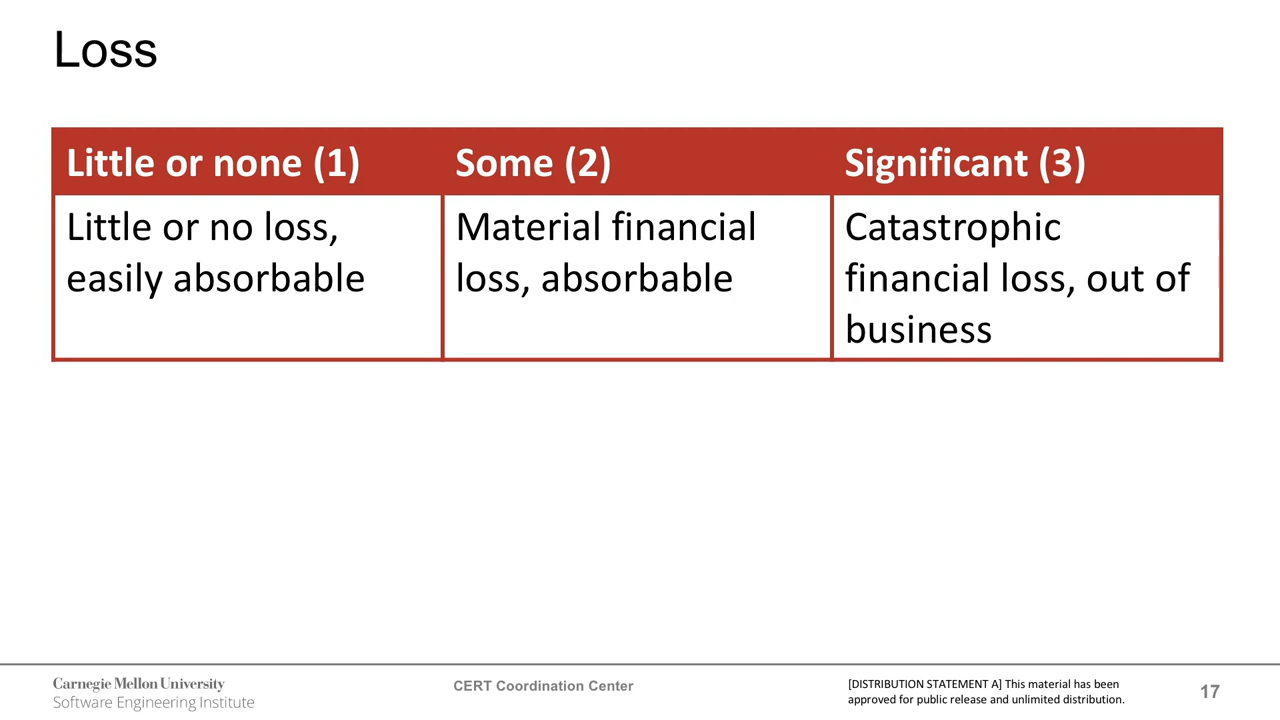 Loss
Little or none (1)
Some (2)
Significant (3)
Little or no loss,
easily absorbable
Material financial
loss, absorbable
Catastrophic
financial loss, out of
business
Carnegie Mellon University
Software Engineering Institute
CERT Coordination Center
[DISTRIBUTION STATEMENT A] This material has been
approved for public release and unlimited distribution.
17